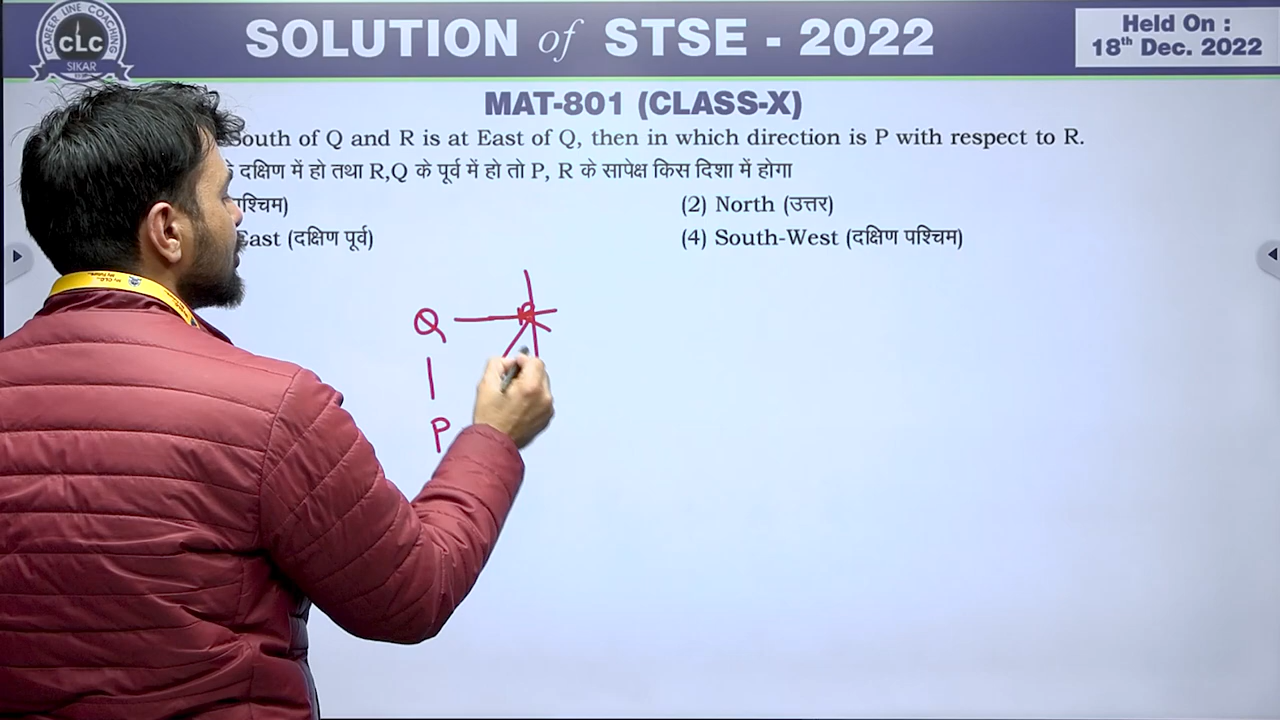 CAREER LINE COACHING
CLC
SIKAR
SOLUTION of STSE - 2022
Held On :
18th Dec. 2022
MAT-801 (CLASS-X)
South of Q and R is at East of Q, then in which direction is P with respect to R.
दक्षिण में हो तथा R,Q के पूर्व में हो तो P, R के सापेक्ष किस दिशा में होगा
(2) North (उत्तर)
East (दक्षिण पूर्व)
(4) South-West (दक्षिण पश्चिम)
Q
R
P